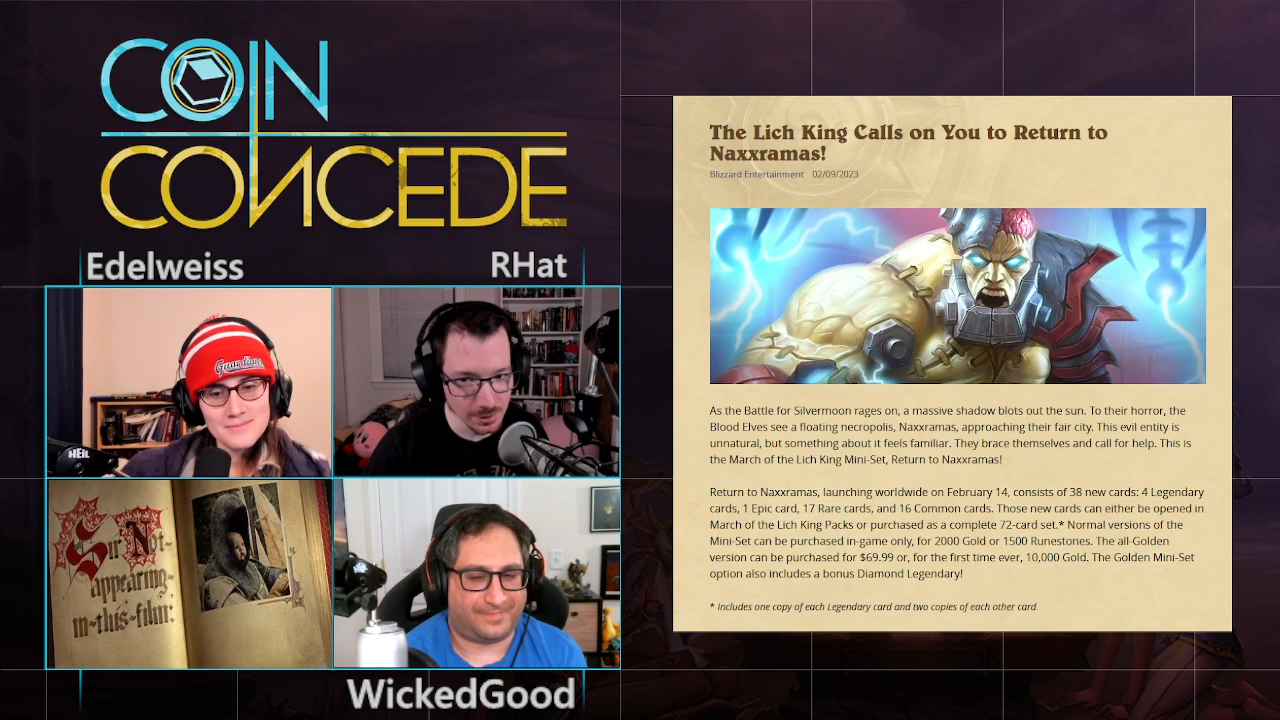 COIN
CONCEDE
Edelweiss
RHat
Guardians
HEIL
Sir Not-
appearing-
in-this-film:
WickedGood
The Lich King Calls on You to Return to
Naxxramas!
Blizzard Entertainment 02/09/2023
As the Battle for Silvermoon rages on, a massive shadow blots out the sun. To their horror, the
Blood Elves see a floating necropolis, Naxxramas, approaching their fair city. This evil entity is
unnatural, but something about it feels familiar. They brace themselves and call for help. This is
the March of the Lich King Mini-Set, Return to Naxxramas!
Return to Naxxramas, launching worldwide on February 14, consists of 38 new cards: 4 Legendary
cards, 1 Epic card, 17 Rare cards, and 16 Common cards. Those new cards can either be opened in
March of the Lich King Packs or purchased as a complete 72-card set.* Normal versions of the
Mini-Set can be purchased in-game only, for 2000 Gold or 1500 Runestones. The all-Golden
version can be purchased for $69.99 or, for the first time ever, 10,000 Gold. The Golden Mini-Set
option also includes a bonus Diamond Legendary!
* Includes one copy of each Legendary card and two copies of each other card.